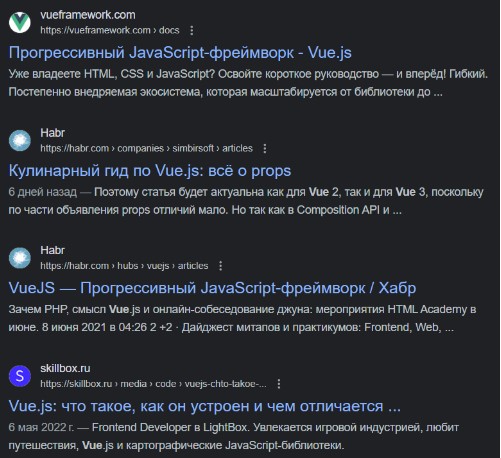 vueframework.com
https://vueframework.com › docs
Прогрессивный JavaScript-фреймворк - Vue.js
Уже владеете HTML, CSS и JavaScript? Освойте короткое руководство — и вперёд! Гибкий.
Постепенно внедряемая экосистема, которая масштабируется от библиотеки до ...
Habr
https://habr.com › companies › simbirsoft › articles
Кулинарный гид по Vue.js: всё о props
6 дней назад — Поэтому статья будет актуальна как для Vue 2, так и для Vue 3, поскольку
по части объявления props отличий мало. Но так как в Composition API и ...
Habr
https://habr.com › hubs › vuejs › articles
VueJS — Прогрессивный JavaScript-фреймворк / Хабр
Зачем PHP, смысл Vue.js и онлайн-собеседование джуна: мероприятия HTML Academy в
июне. 8 июня 2021 в 04:26 2 +2 · Дайджест митапов и практикумов: Frontend, Web, ...
S
skillbox.ru
https://skillbox.ru › media › code › vuejs-chto-takoe-...
Vue.js: что такое, как он устроен и чем отличается ...
6 мая 2022 г. — Frontend Developer в LightBox. Увлекается игровой индустрией, любит
путешествия, Vue.js и картографические JavaScript-библиотеки.